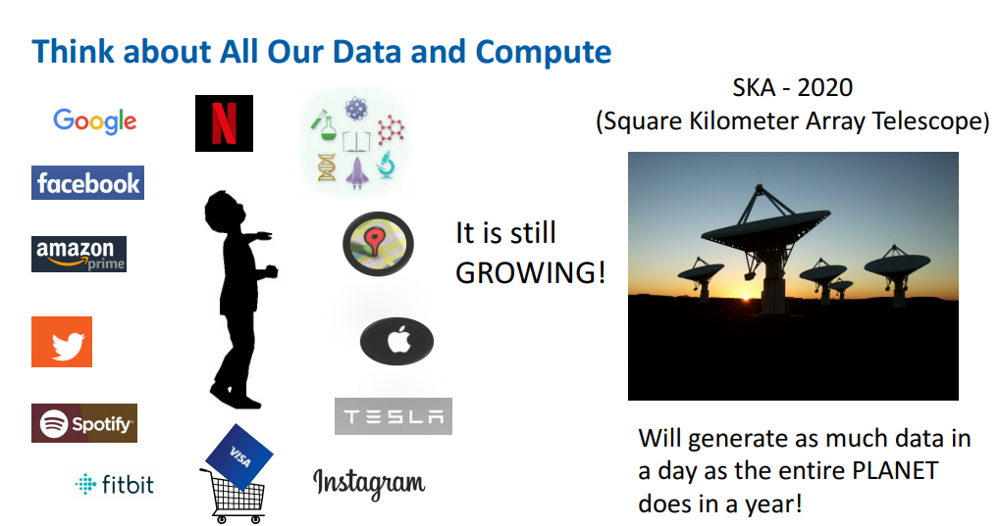 Think about All Our Data and Compute
Google
N
facebook
amazon
prime
Spotify
fitbit
VISA
TESLA
Instagram
It is still
GROWING!
SKA - 2020
(Square Kilometer Array Telescope)
Will generate as much data in
a day as the entire PLANET
does in a year!